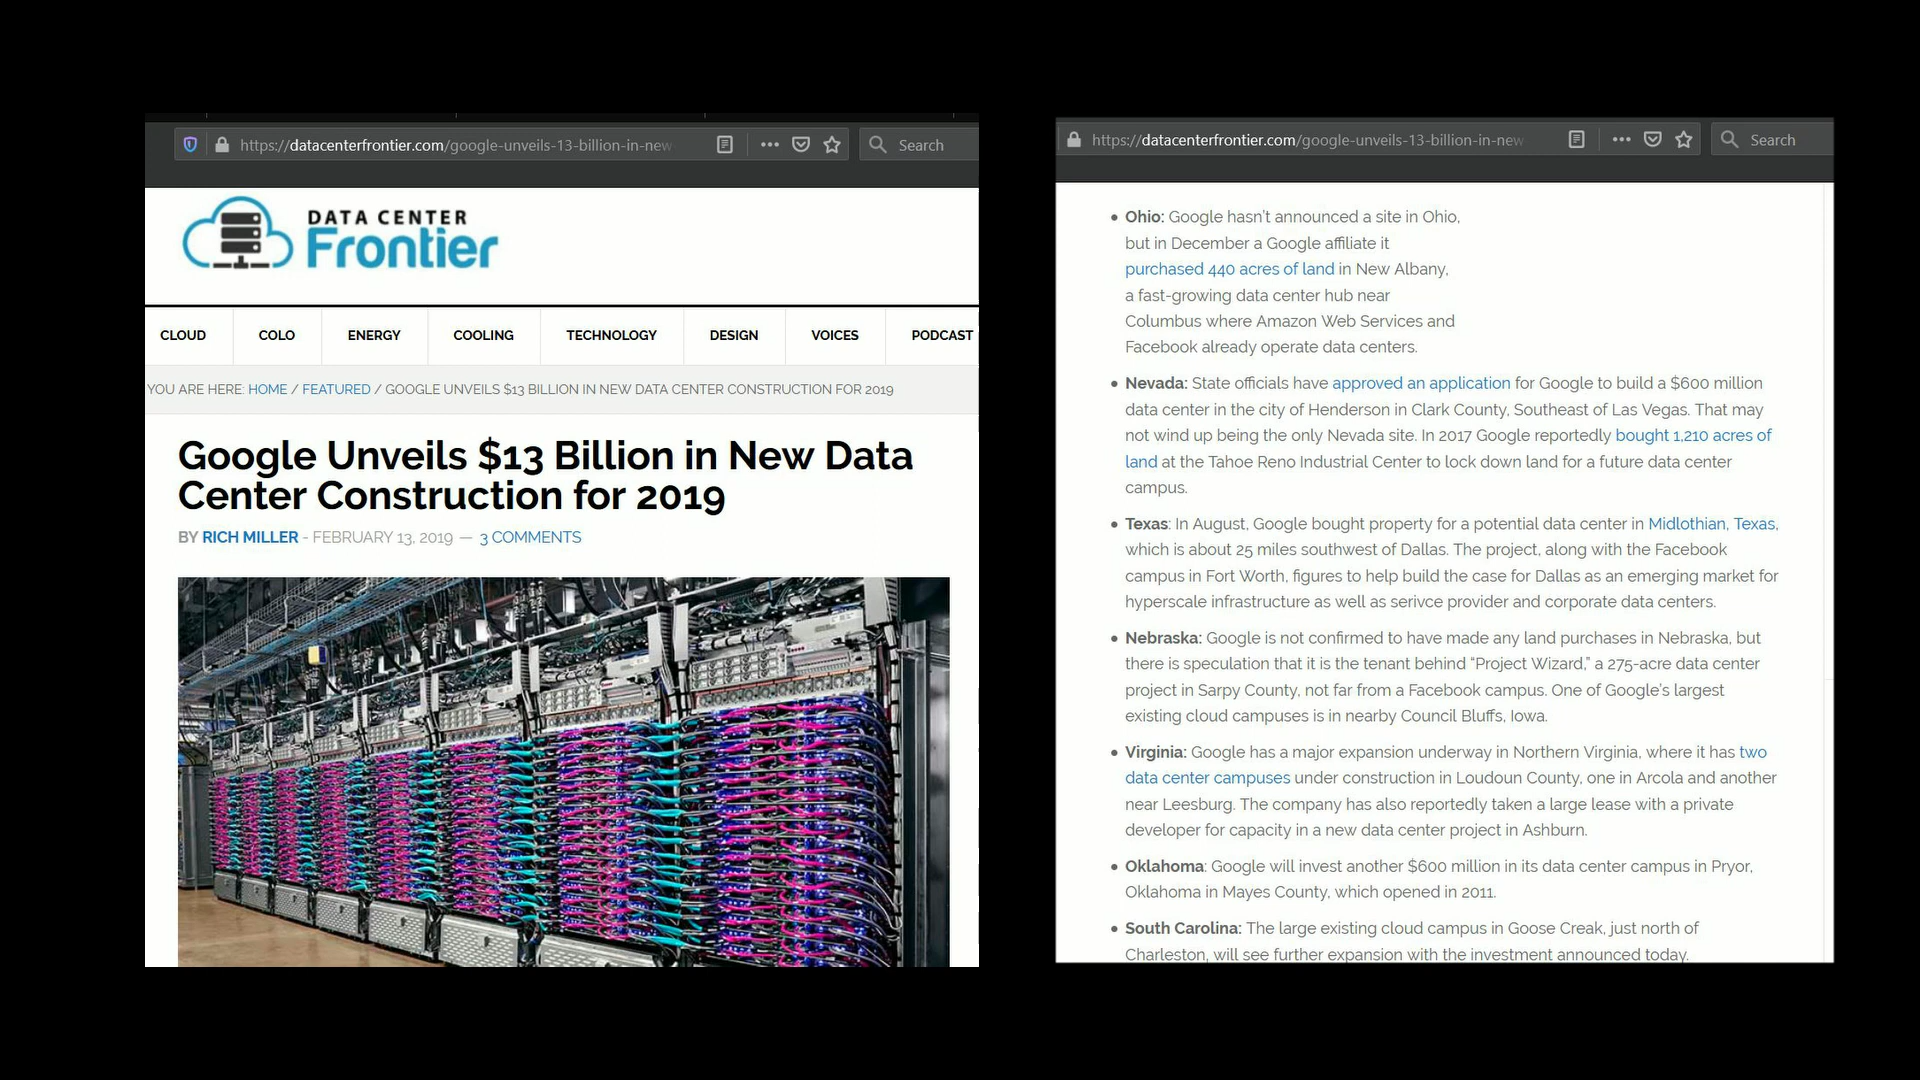 https://datacenterfrontier.com/google-unveils-13-billion-in-new
Search
DATA CENTER
Frontier
CLOUD COLO ENERGY COOLING TECHNOLOGY DESIGN VOICES PODCAST
YOU ARE HERE: HOME / FEATURED / GOOGLE UNVEILS $13 BILLION IN NEW DATA CENTER CONSTRUCTION FOR 2019
Google Unveils $13 Billion in New Data
Center Construction for 2019
BY RICH MILLER - FEBRUARY 13, 2019 — 3 COMMENTS
https://datacenterfrontier.com/google-unveils-13-billion-in-new
Search
• Ohio: Google hasn't announced a site in Ohio,
but in December a Google affiliate it
purchased 440 acres of land in New Albany,
a fast-growing data center hub near
Columbus where Amazon Web Services and
Facebook already operate data centers.
• Nevada: State officials have approved an application for Google to build a $600 million
data center in the city of Henderson in Clark County, Southeast of Las Vegas. That may
not wind up being the only Nevada site. In 2017 Google reportedly bought 1,210 acres of
land at the Tahoe Reno Industrial Center to lock down land for a future data center
campus.
• Texas: In August, Google bought property for a potential data center in Midlothian, Texas,
which is about 25 miles southwest of Dallas. The project, along with the Facebook
campus in Fort Worth, figures to help build the case for Dallas as an emerging market for
hyperscale infrastructure as well as serivce provider and corporate data centers.
• Nebraska: Google is not confirmed to have made any land purchases in Nebraska, but
there is speculation that it is the tenant behind “Project Wizard,” a 275-acre data center
project in Sarpy County, not far from a Facebook campus. One of Google's largest
existing cloud campuses is in nearby Council Bluffs, Iowa.
• Virginia: Google has a major expansion underway in Northern Virginia, where it has two
data center campuses under construction in Loudoun County, one in Arcola and another
near Leesburg. The company has also reportedly taken a large lease with a private
developer for capacity in a new data center project in Ashburn.
• Oklahoma: Google will invest another $600 million in its data center campus in Pryor,
Oklahoma in Mayes County, which opened in 2011.
• South Carolina: The large existing cloud campus in Goose Creek, just north of
Charleston, will see further expansion with the investment announced today.